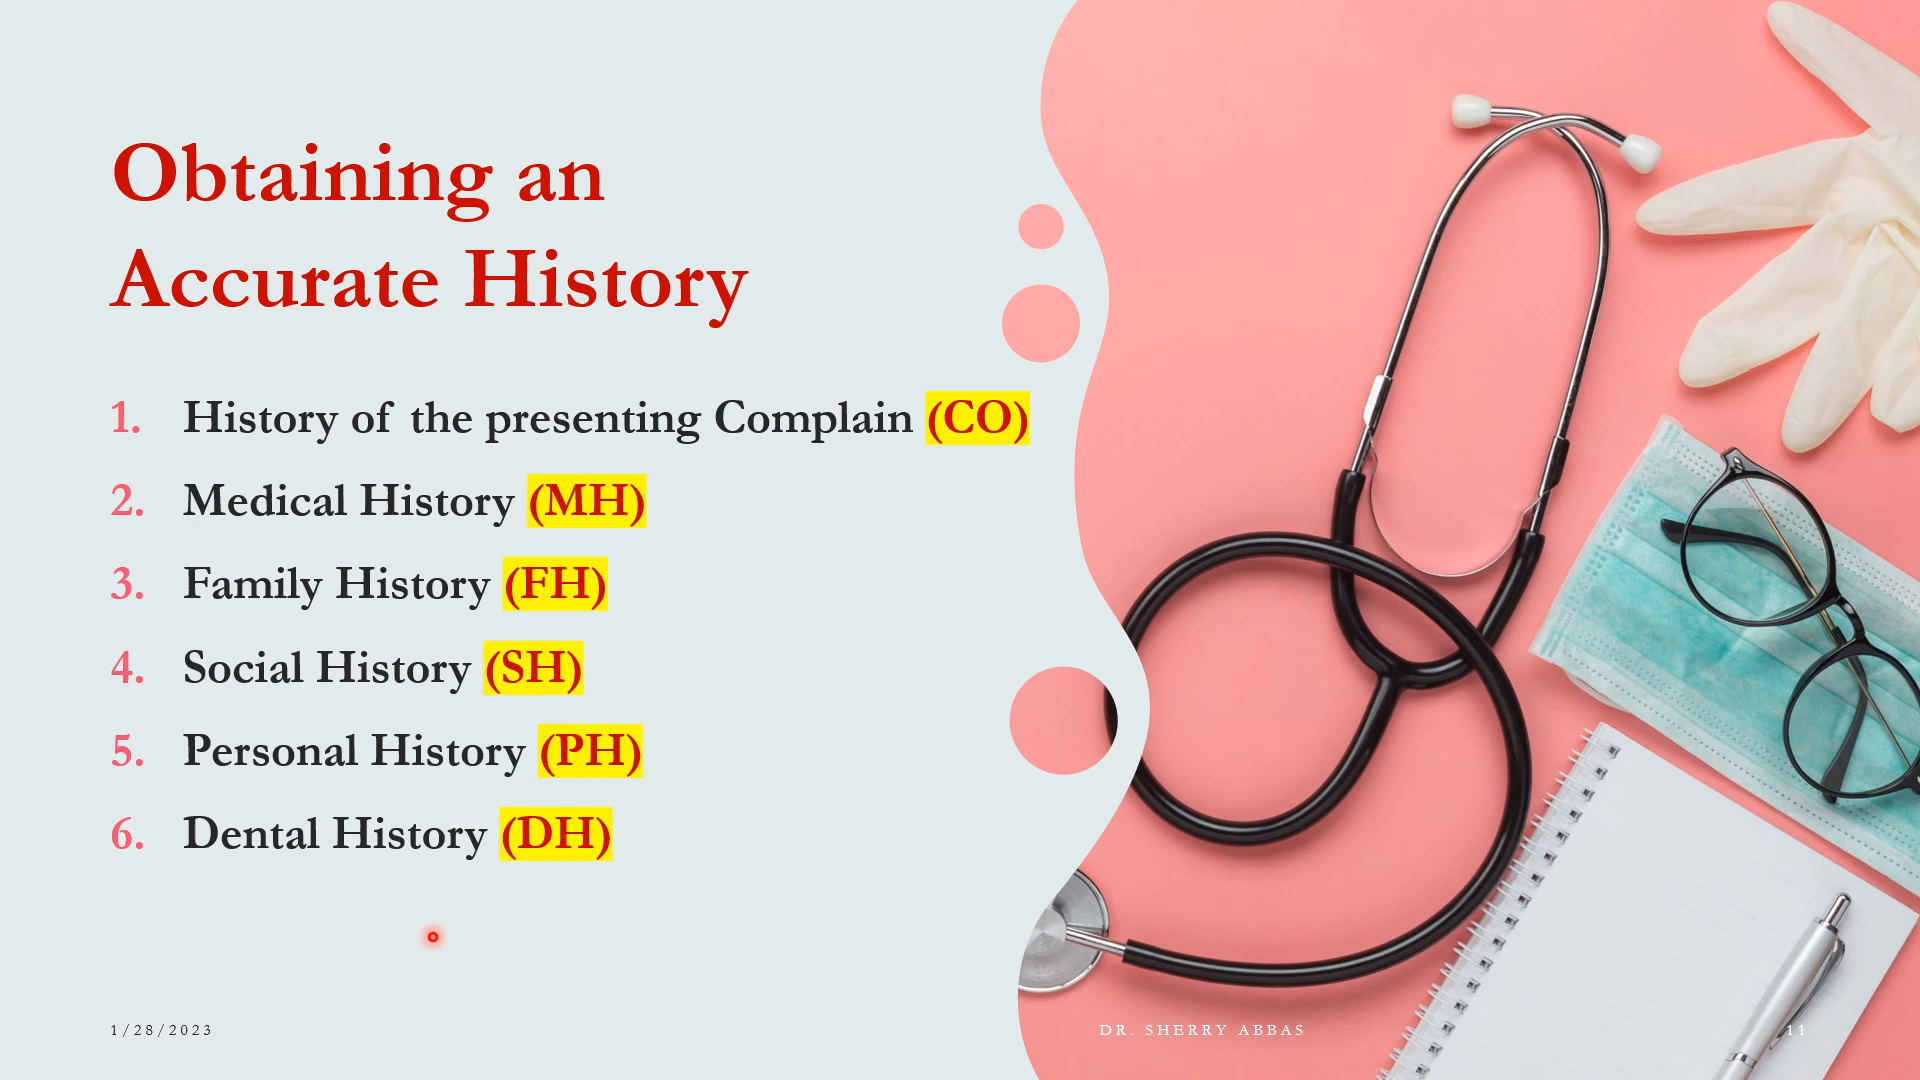 Obtaining an
Accurate History
1. History of the presenting Complain (CO)
2. Medical History (MH)
3. Family History (FH)
4. Social History (SH)
5. Personal History (PH)
6. Dental History (DH)
1/28/2023
DR. SHERRY ABBAS
11